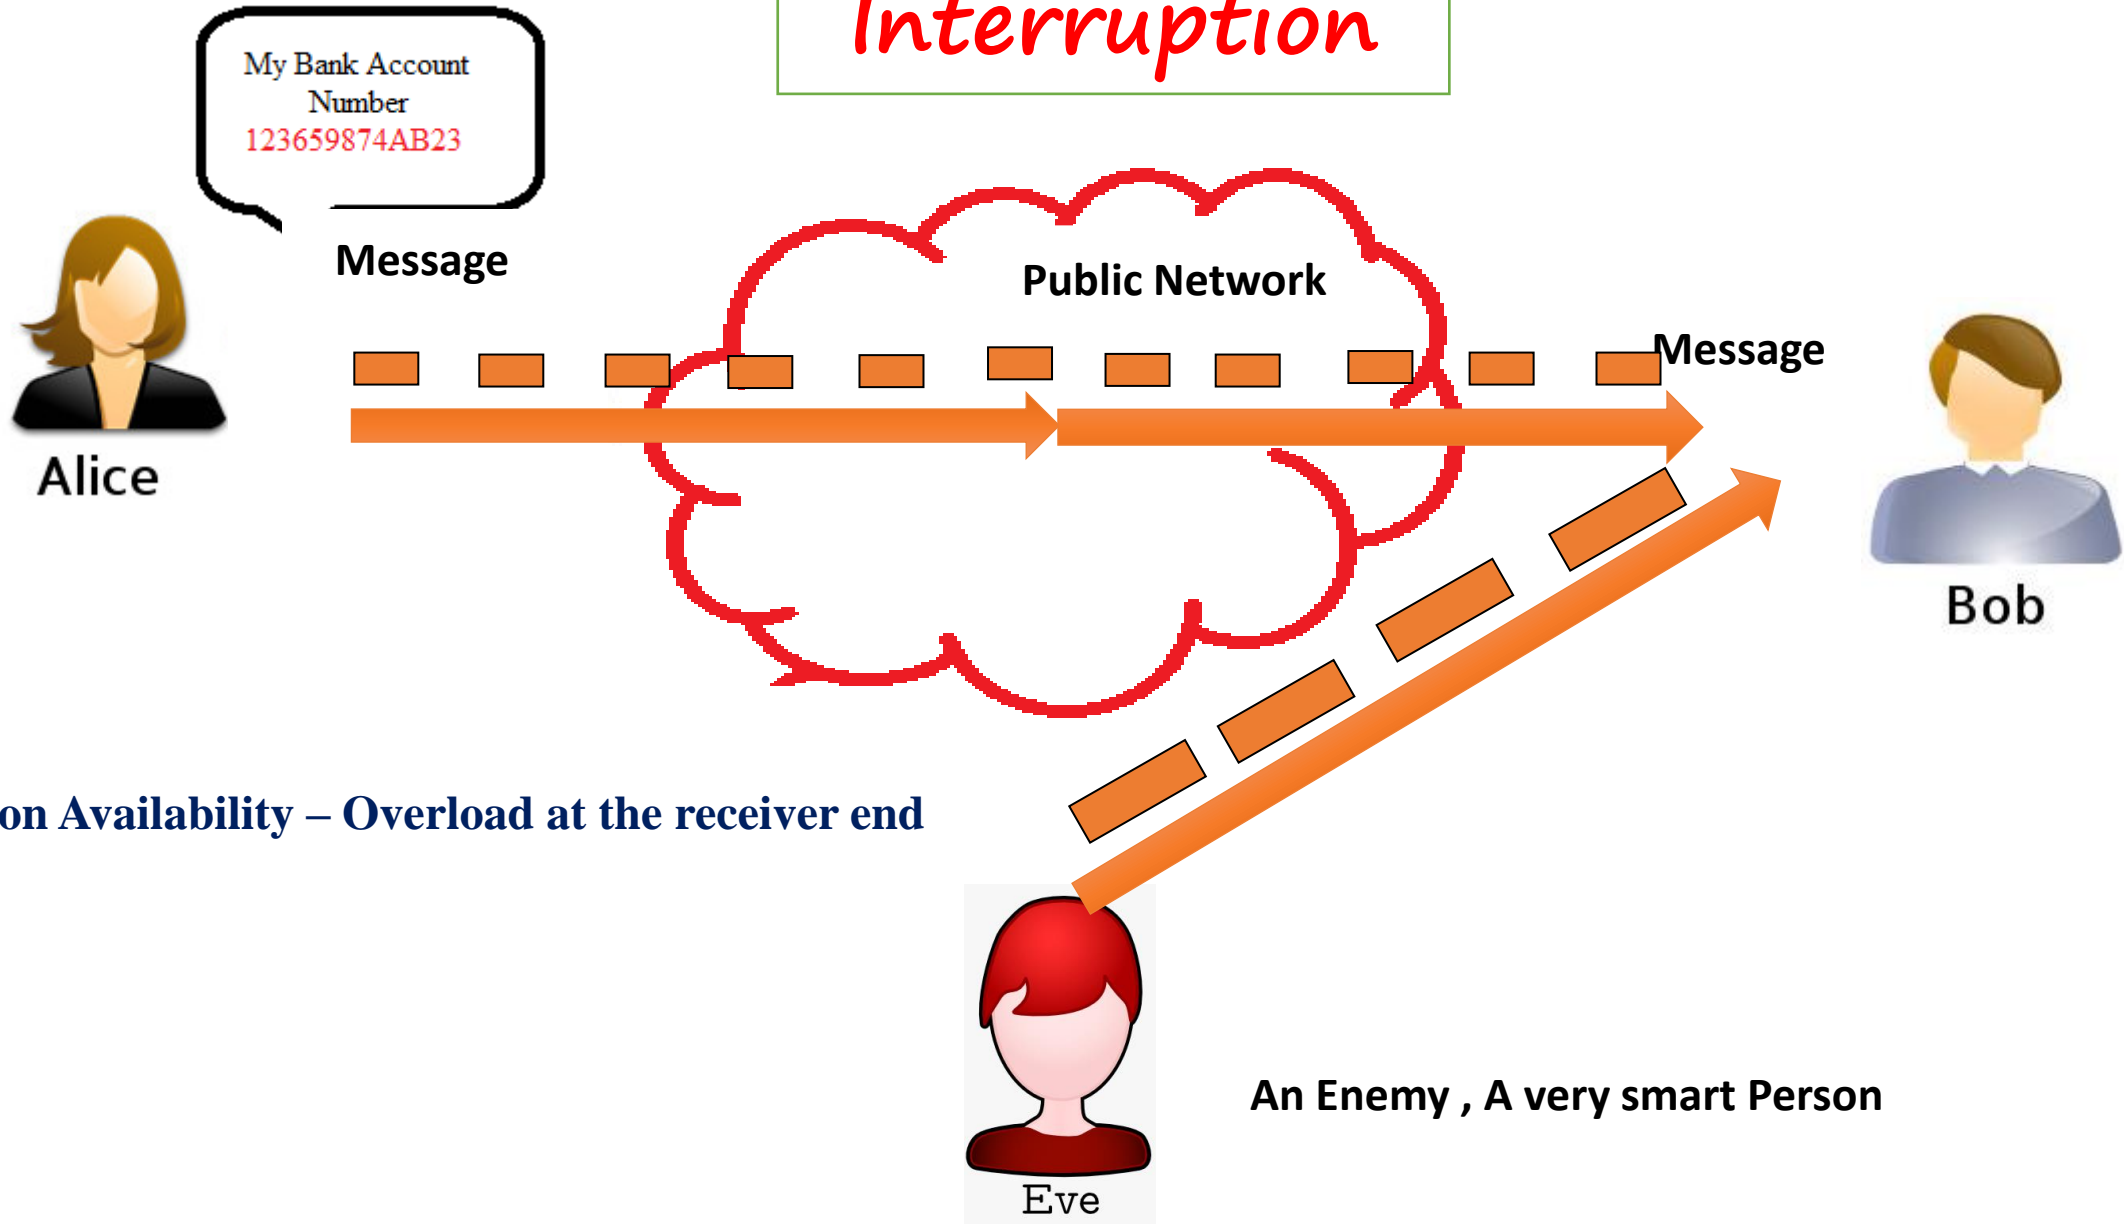 Interruption
My Bank Account
Number
123659874AB23
Message
Public Network
Message
Alice
Bob
on Availability – Overload at the receiver end
An Enemy , A very smart Person
Eve